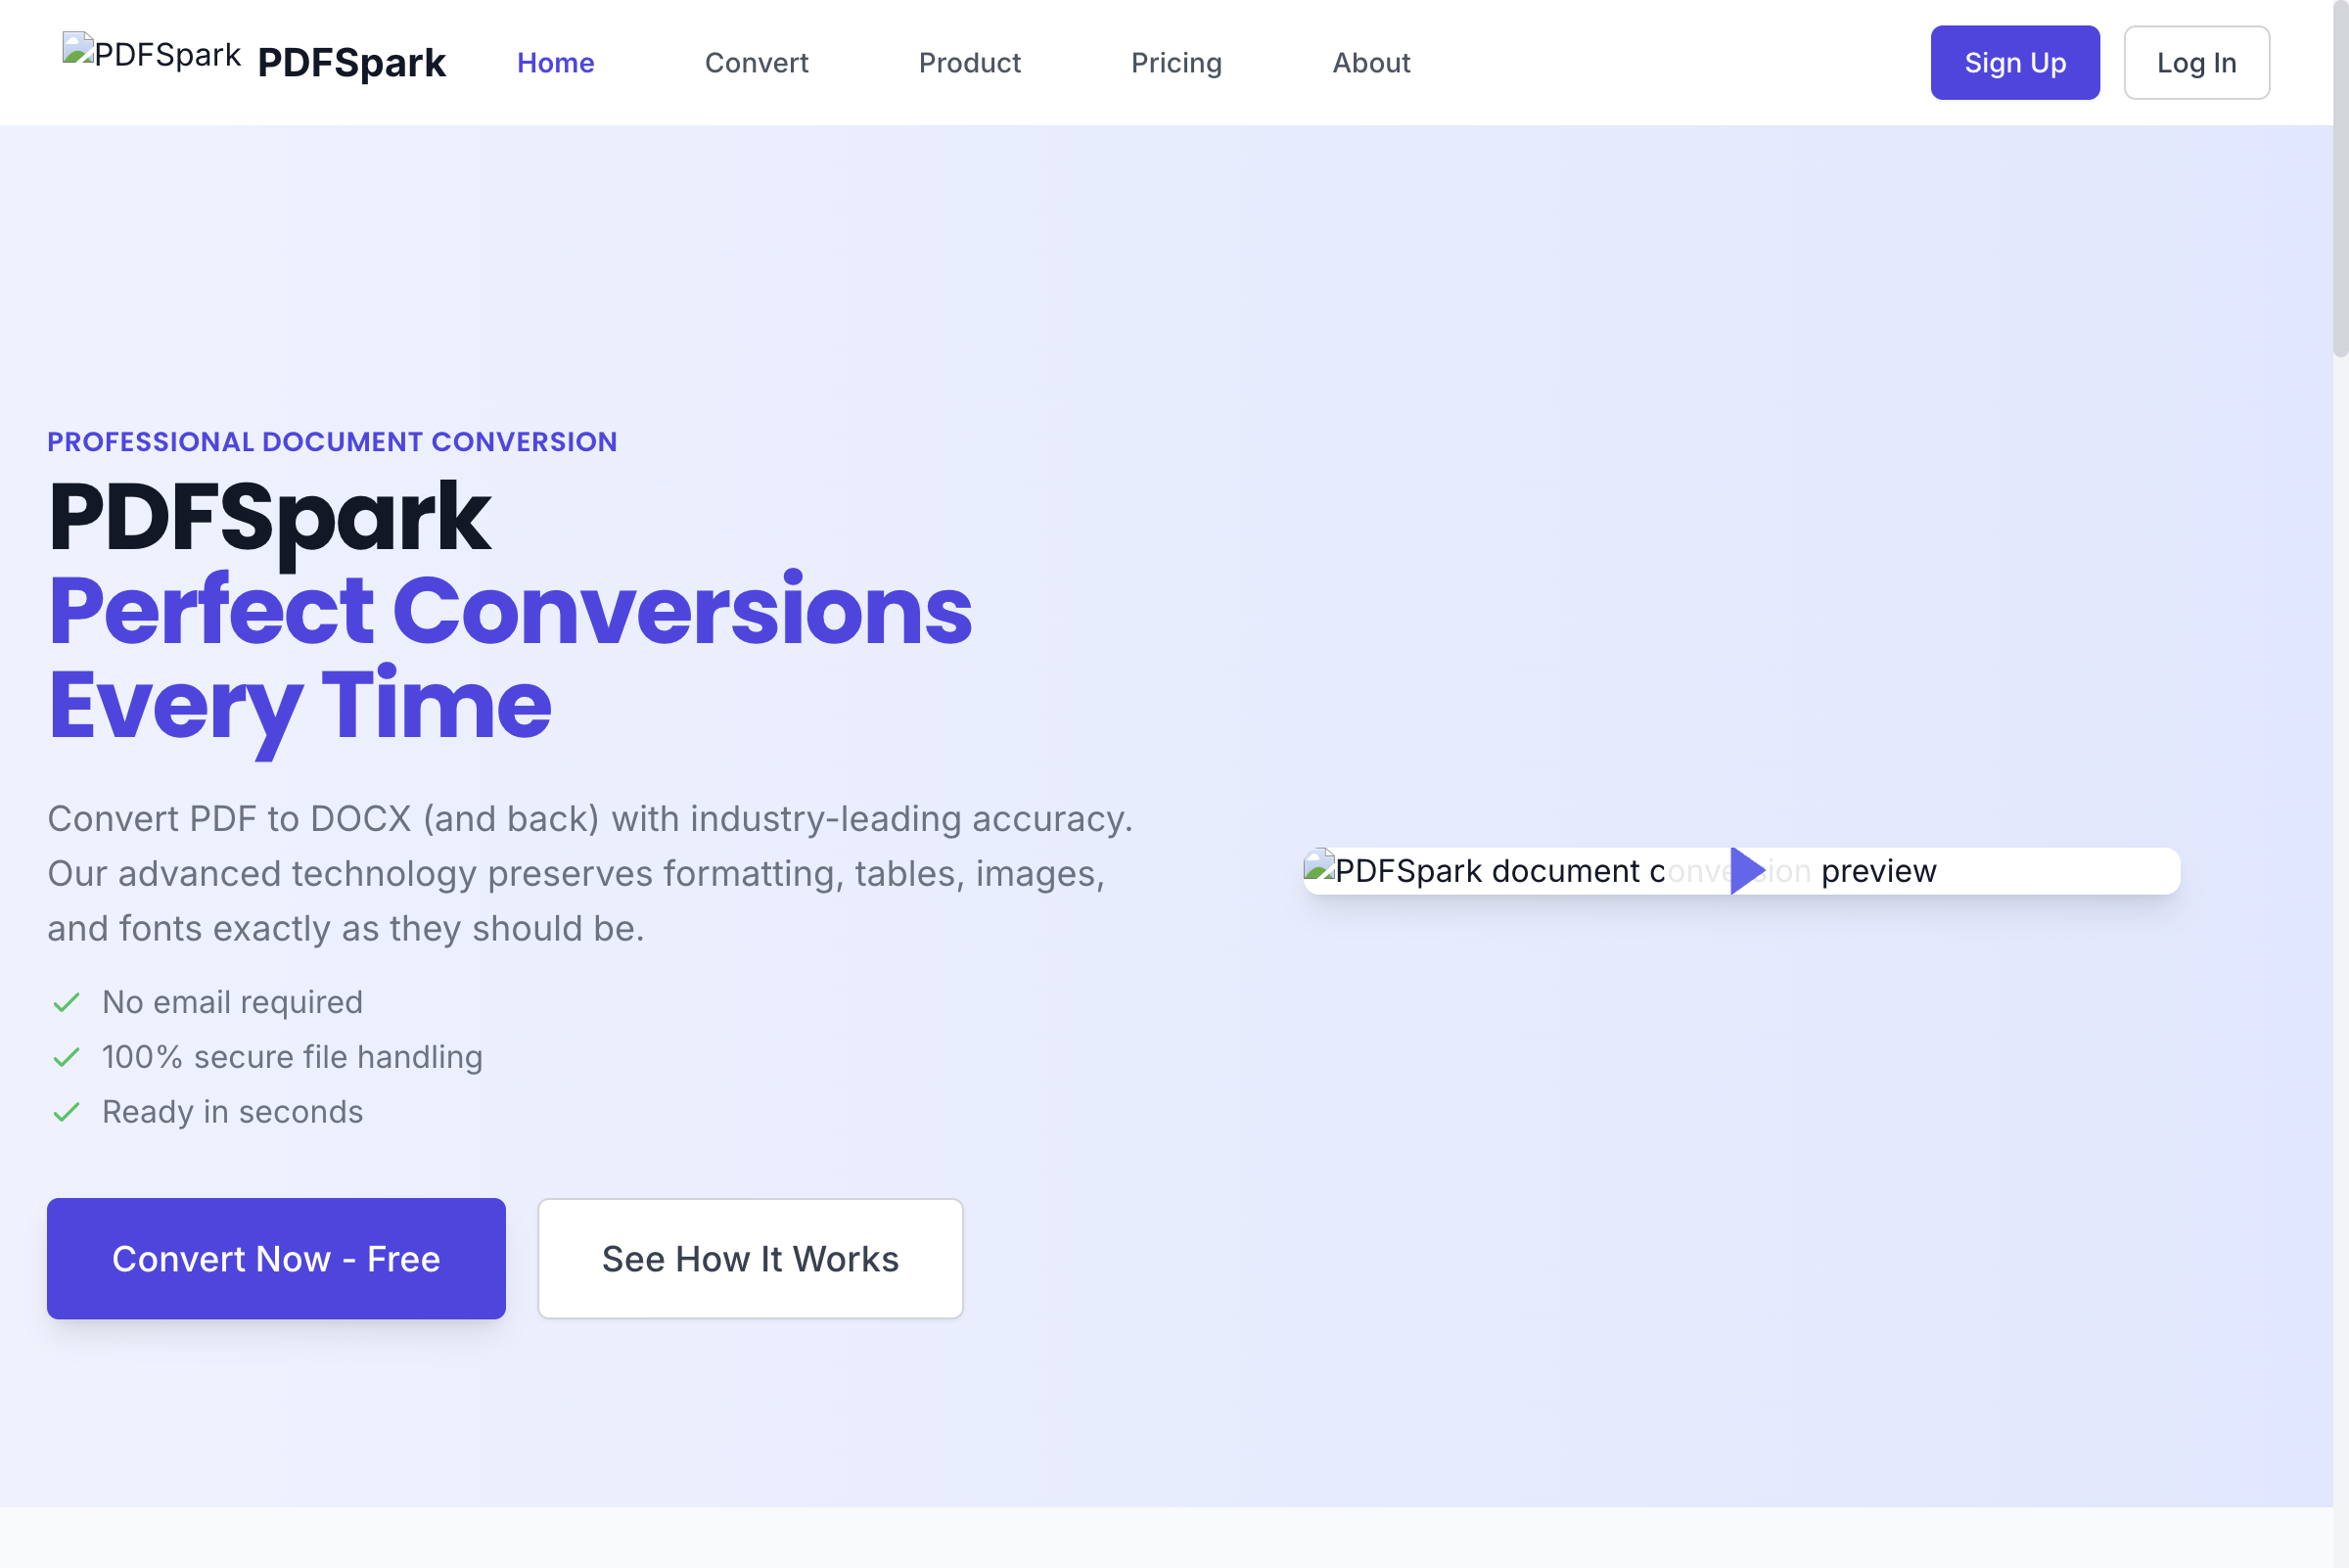 PDFSpark PDFSpark Home Convert Product Pricing About Sign Up Log In
PROFESSIONAL DOCUMENT CONVERSION
PDFSpark
Perfect Conversions
Every Time
Convert PDF to DOCX (and back) with industry-leading accuracy.
Our advanced technology preserves formatting, tables, images,
and fonts exactly as they should be.
No email required
100% secure file handling
Ready in seconds
Convert Now - Free
See How It Works
PDFSpark document conversion preview